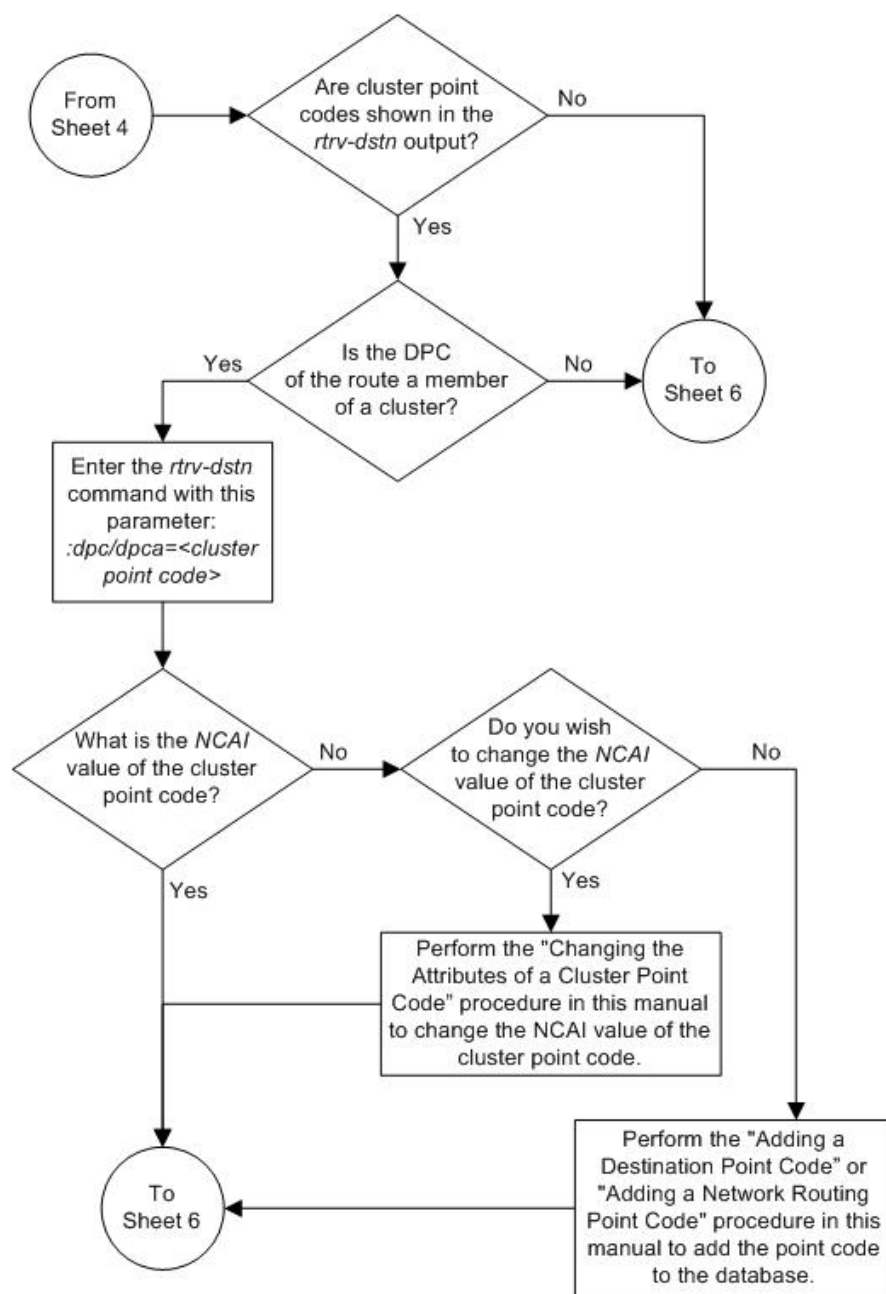 From
Sheet 4
Are cluster point
codes shown in the
rtrv-dstn output?
No
Yes
Is the DPC
of the route a member
of a cluster?
Yes
No
To
Sheet 6
Enter the rtrv-dstn
command with this
parameter:
:dpc/dpca=<cluster
point code>
What is the NCAI
value of the cluster
point code?
No
Yes
Do you wish
to change the NCAI
value of the cluster
point code?
No
Yes
Perform the "Changing the
Attributes of a Cluster Point
Code" procedure in this manual
to change the NCAI value of the
cluster point code.
Perform the "Adding a
Destination Point Code" or
"Adding a Network Routing
Point Code" procedure in this
manual to add the point code
to the database.
To
Sheet 6